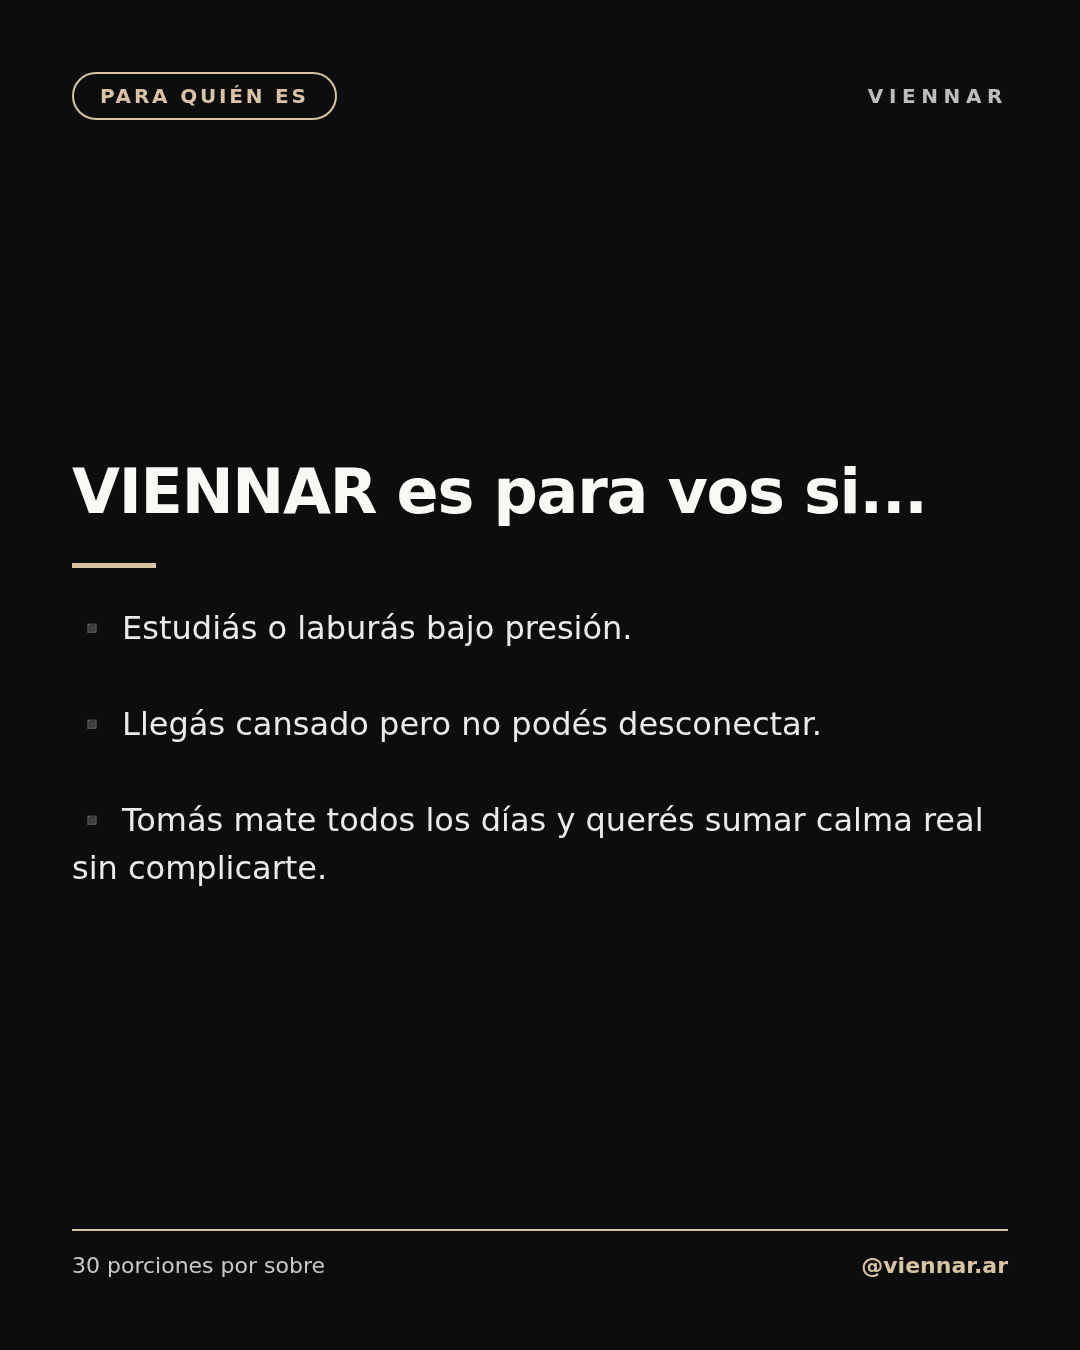 PARA QUIÉN ES
VIENNAR
VIENNAR es para vos si...
▪ Estudiás o laburás bajo presión.
▪ Llegás cansado pero no podés desconectar.
▪ Tomás mate todos los días y querés sumar calma real
sin complicarte.
30 porciones por sobre
@viennar.ar